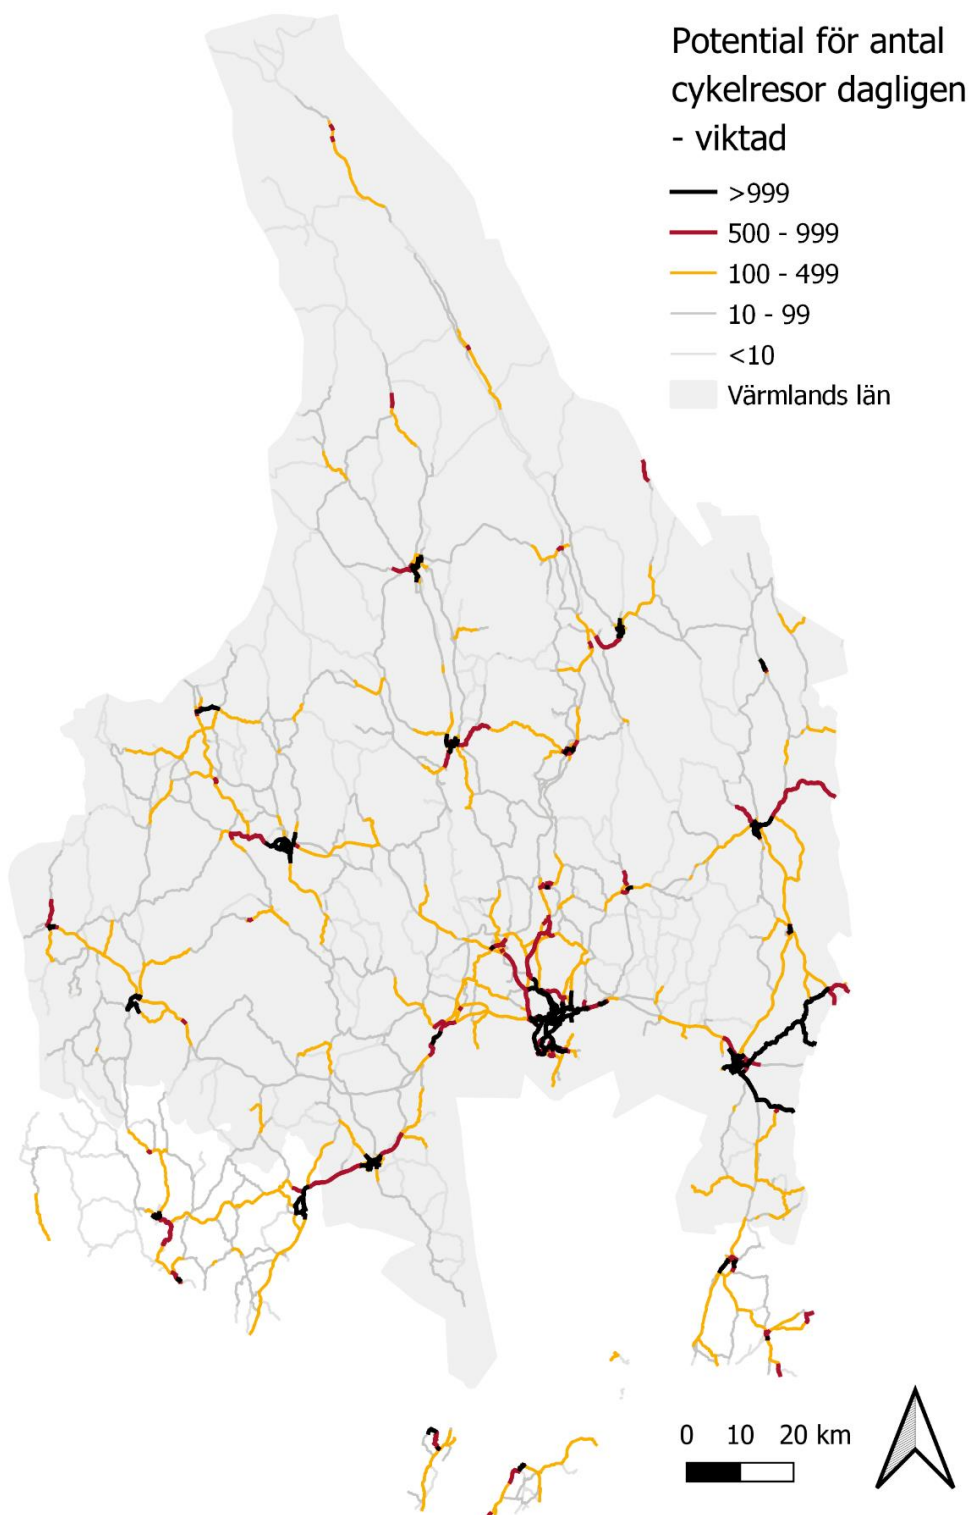 Potential för antal
cykelresor dagligen
- viktad
>999
500 - 999
100 - 499
10 - 99
<10
Värmlands län
0 10 20 km